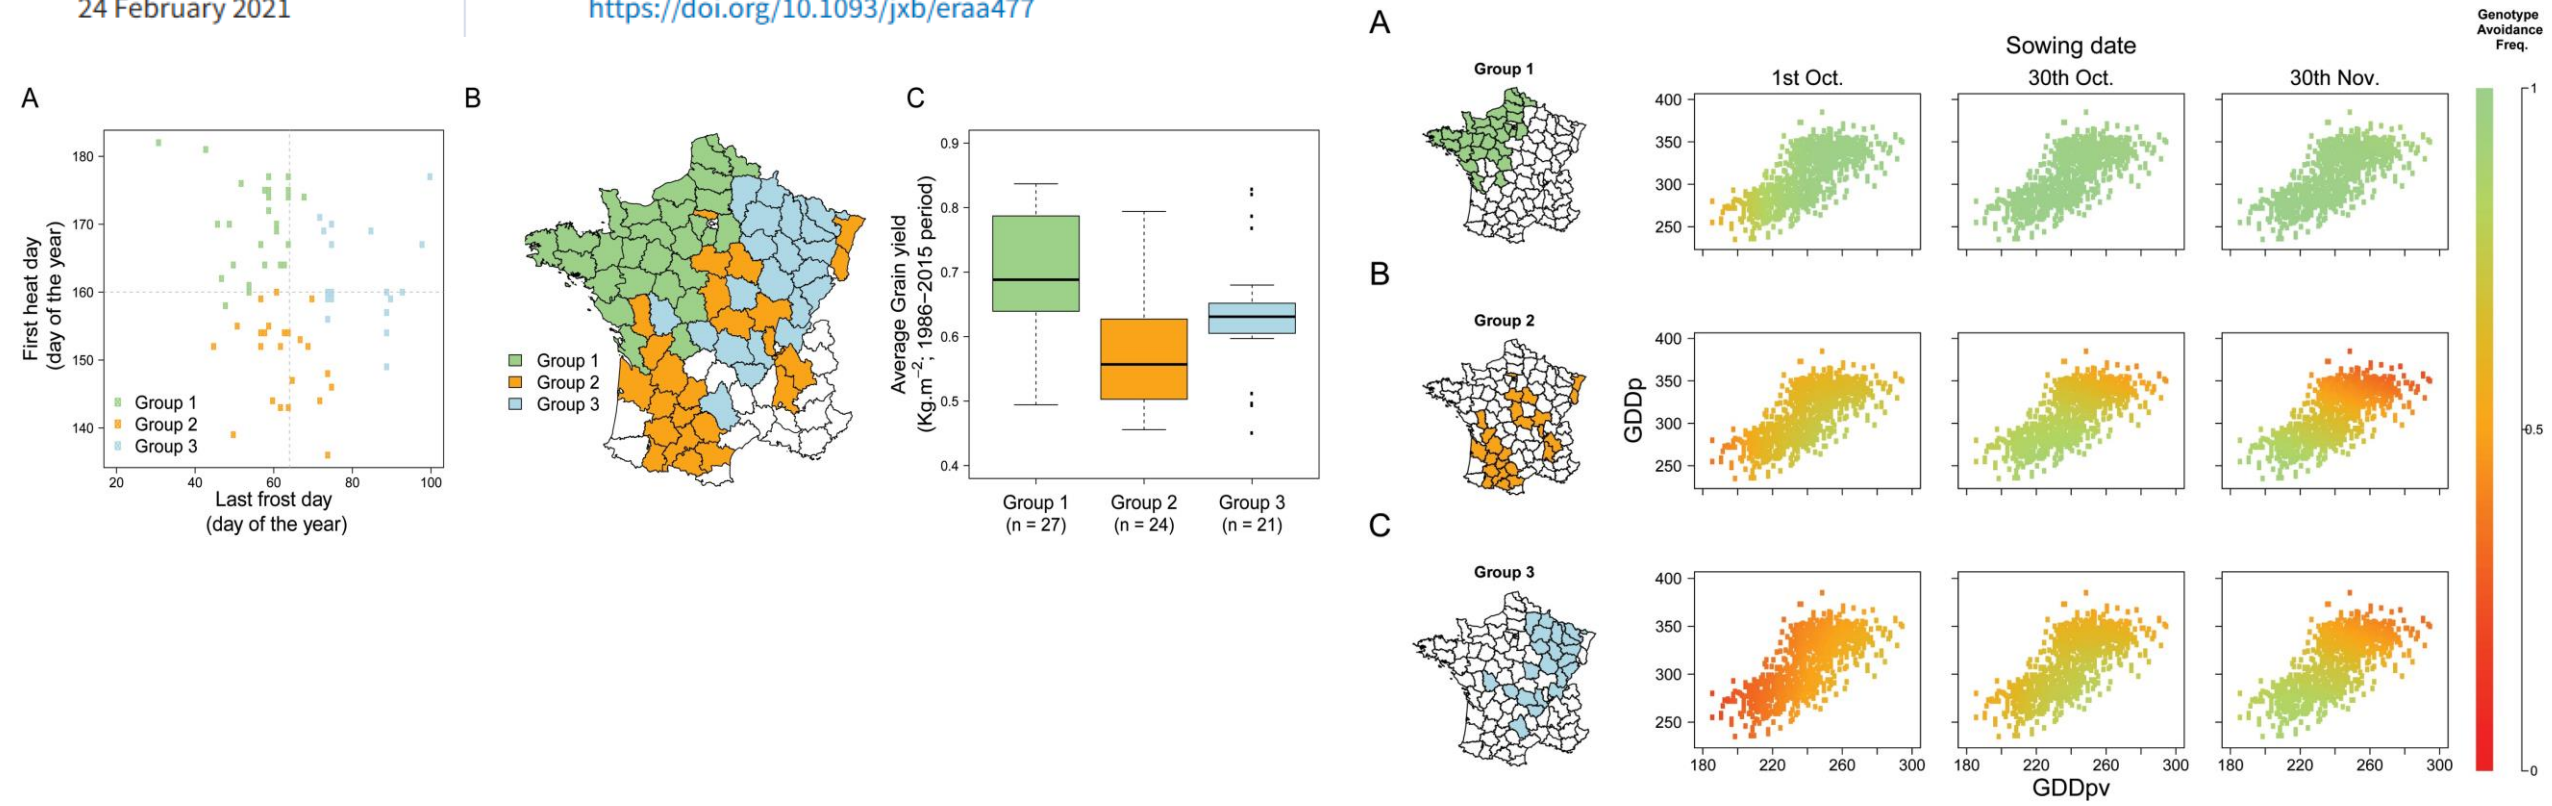 24 February 2021
https://doi.org/10.1093/jxb/eraa477
A
First heat day
(day of the year)
180
170
160
150
140
Group 1
Group 2
Group 3
20 40 60 80 100
Last frost day
(day of the year)
B
Group 1
Group 2
Group 3
C
Average Grain yield
(Kg.m−2; 1986−2015 period)
0.9
0.8
0.7
0.6
0.5
0.4
Group 1 Group 2 Group 3
(n = 27) (n = 24) (n = 21)
A
Group 1
Sowing date
1st Oct. 30th Oct. 30th Nov.
400
350
300
250
B
Group 2
GDDp
400
350
300
250
C
Group 3
400
350
300
250
180 220 260 300 180 220 260 300 180 220 260 300
GDDpv
Genotype
Avoidance
Freq.
1
0.5
0